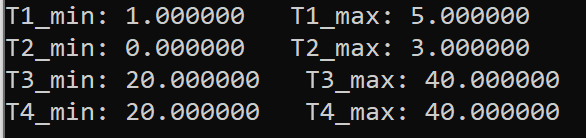 T1_min: 1.000000   T1_max: 5.000000
T2_min: 0.000000   T2_max: 3.000000
T3_min: 20.000000   T3_max: 40.000000
T4_min: 20.000000   T4_max: 40.000000